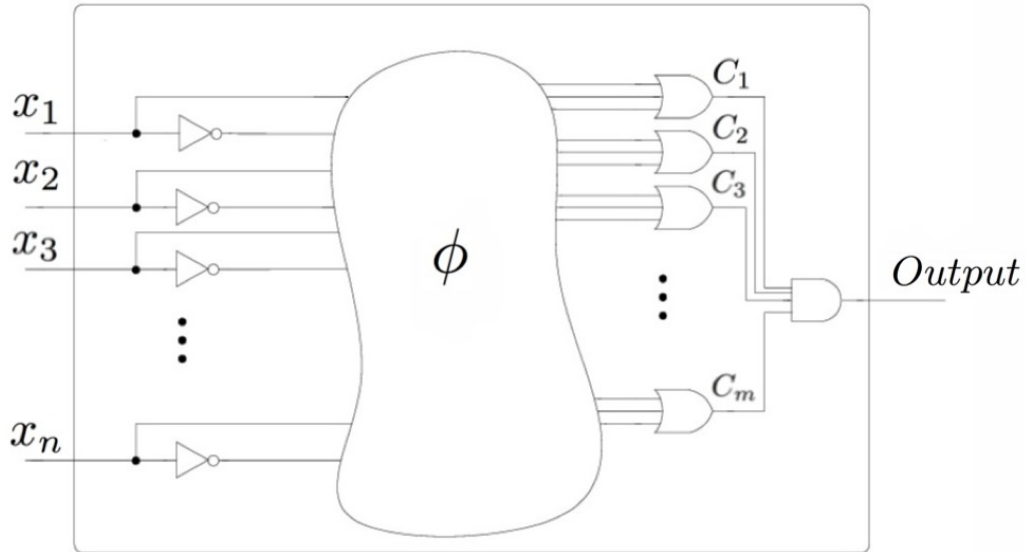 x₁
x₂
x₃
xₙ
ϕ
C₁
C₂
C₃
Cₘ
Output